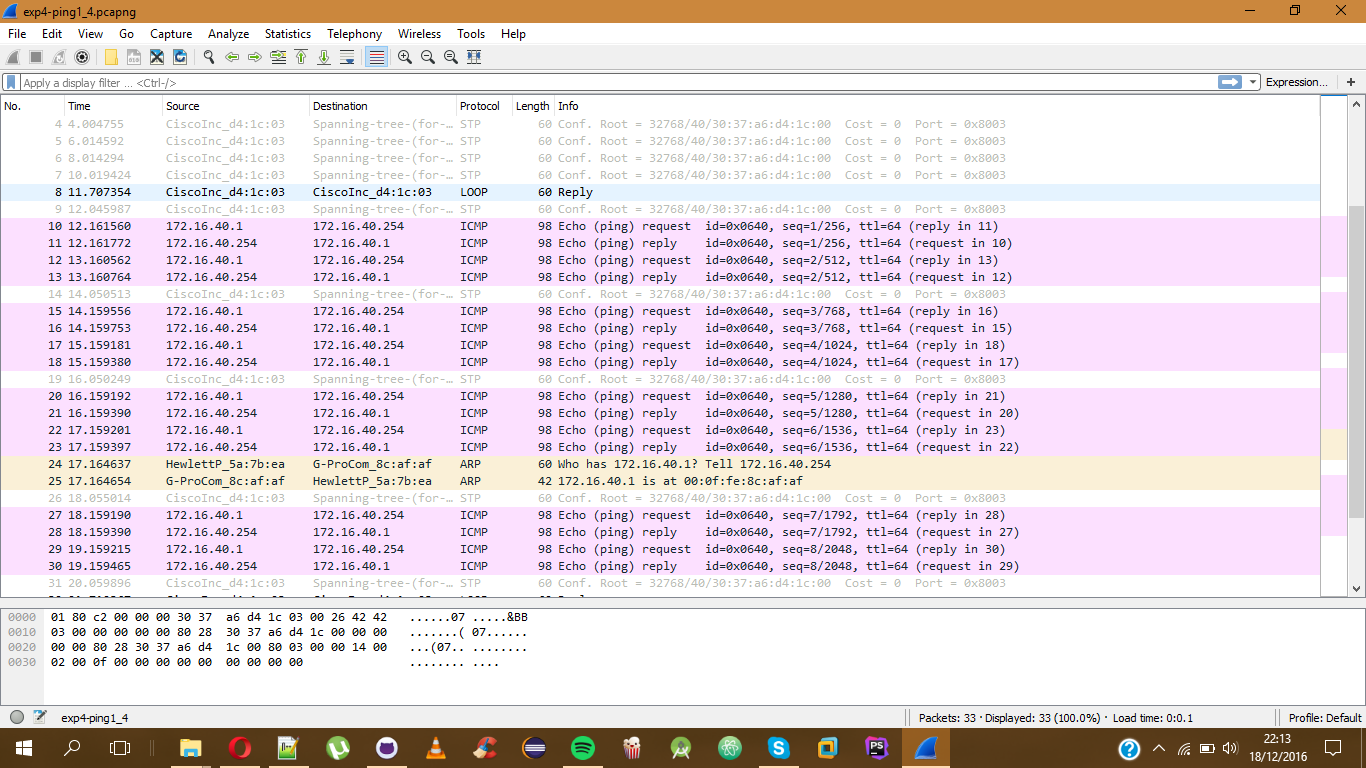 exp4-ping1_4.pcapng
File Edit View Go Capture Analyze Statistics Telephony Wireless Tools Help
Apply a display filter ... <Ctrl-/> Expression... +
No. Time Source Destination Protocol Length Info
4 4.004755 CiscoInc_d4:1c:03 Spanning-tree-(for-… STP 60 Conf. Root = 32768/40/30:37:a6:d4:1c:00 Cost = 0 Port = 0x8003
5 6.014592 CiscoInc_d4:1c:03 Spanning-tree-(for-… STP 60 Conf. Root = 32768/40/30:37:a6:d4:1c:00 Cost = 0 Port = 0x8003
6 8.014294 CiscoInc_d4:1c:03 Spanning-tree-(for-… STP 60 Conf. Root = 32768/40/30:37:a6:d4:1c:00 Cost = 0 Port = 0x8003
7 10.019424 CiscoInc_d4:1c:03 Spanning-tree-(for-… STP 60 Conf. Root = 32768/40/30:37:a6:d4:1c:00 Cost = 0 Port = 0x8003
8 11.707354 CiscoInc_d4:1c:03 CiscoInc_d4:1c:03 LOOP 60 Reply
9 12.045987 CiscoInc_d4:1c:03 Spanning-tree-(for-… STP 60 Conf. Root = 32768/40/30:37:a6:d4:1c:00 Cost = 0 Port = 0x8003
10 12.161560 172.16.40.1 172.16.40.254 ICMP 98 Echo (ping) request id=0x0640, seq=1/256, ttl=64 (reply in 11)
11 12.161772 172.16.40.254 172.16.40.1 ICMP 98 Echo (ping) reply id=0x0640, seq=1/256, ttl=64 (request in 10)
12 13.160562 172.16.40.1 172.16.40.254 ICMP 98 Echo (ping) request id=0x0640, seq=2/512, ttl=64 (reply in 13)
13 13.160764 172.16.40.254 172.16.40.1 ICMP 98 Echo (ping) reply id=0x0640, seq=2/512, ttl=64 (request in 12)
14 14.050513 CiscoInc_d4:1c:03 Spanning-tree-(for-… STP 60 Conf. Root = 32768/40/30:37:a6:d4:1c:00 Cost = 0 Port = 0x8003
15 14.159556 172.16.40.1 172.16.40.254 ICMP 98 Echo (ping) request id=0x0640, seq=3/768, ttl=64 (reply in 16)
16 14.159753 172.16.40.254 172.16.40.1 ICMP 98 Echo (ping) reply id=0x0640, seq=3/768, ttl=64 (request in 15)
17 15.159181 172.16.40.1 172.16.40.254 ICMP 98 Echo (ping) request id=0x0640, seq=4/1024, ttl=64 (reply in 18)
18 15.159380 172.16.40.254 172.16.40.1 ICMP 98 Echo (ping) reply id=0x0640, seq=4/1024, ttl=64 (request in 17)
19 16.050249 CiscoInc_d4:1c:03 Spanning-tree-(for-… STP 60 Conf. Root = 32768/40/30:37:a6:d4:1c:00 Cost = 0 Port = 0x8003
20 16.159192 172.16.40.1 172.16.40.254 ICMP 98 Echo (ping) request id=0x0640, seq=5/1280, ttl=64 (reply in 21)
21 16.159390 172.16.40.254 172.16.40.1 ICMP 98 Echo (ping) reply id=0x0640, seq=5/1280, ttl=64 (request in 20)
22 17.159201 172.16.40.1 172.16.40.254 ICMP 98 Echo (ping) request id=0x0640, seq=6/1536, ttl=64 (reply in 23)
23 17.159397 172.16.40.254 172.16.40.1 ICMP 98 Echo (ping) reply id=0x0640, seq=6/1536, ttl=64 (request in 22)
24 17.164637 HewlettP_5a:7b:ea G-ProCom_8c:af:af ARP 60 Who has 172.16.40.1? Tell 172.16.40.254
25 17.164654 G-ProCom_8c:af:af HewlettP_5a:7b:ea ARP 42 172.16.40.1 is at 00:0f:fe:8c:af:af
26 18.055014 CiscoInc_d4:1c:03 Spanning-tree-(for-… STP 60 Conf. Root = 32768/40/30:37:a6:d4:1c:00 Cost = 0 Port = 0x8003
27 18.159190 172.16.40.1 172.16.40.254 ICMP 98 Echo (ping) request id=0x0640, seq=7/1792, ttl=64 (reply in 28)
28 18.159390 172.16.40.254 172.16.40.1 ICMP 98 Echo (ping) reply id=0x0640, seq=7/1792, ttl=64 (request in 27)
29 19.159215 172.16.40.1 172.16.40.254 ICMP 98 Echo (ping) request id=0x0640, seq=8/2048, ttl=64 (reply in 30)
30 19.159465 172.16.40.254 172.16.40.1 ICMP 98 Echo (ping) reply id=0x0640, seq=8/2048, ttl=64 (request in 29)
31 20.059896 CiscoInc_d4:1c:03 Spanning-tree-(for-… STP 60 Conf. Root = 32768/40/30:37:a6:d4:1c:00 Cost = 0 Port = 0x8003
0000 01 80 c2 00 00 00 30 37 a6 d4 1c 03 00 26 42 42 ......07 .....&BB
0010 03 00 00 00 00 00 80 28 30 37 a6 d4 1c 00 00 00 .......( 07......
0020 00 00 80 28 30 37 a6 d4 1c 00 80 03 00 00 14 00 ...(07.. ........
0030 02 00 0f 00 00 00 00 00 00 00 00 00 ........ ....
exp4-ping1_4 Packets: 33 · Displayed: 33 (100.0%) · Load time: 0:0.1 Profile: Default
PS
22:13
18/12/2016